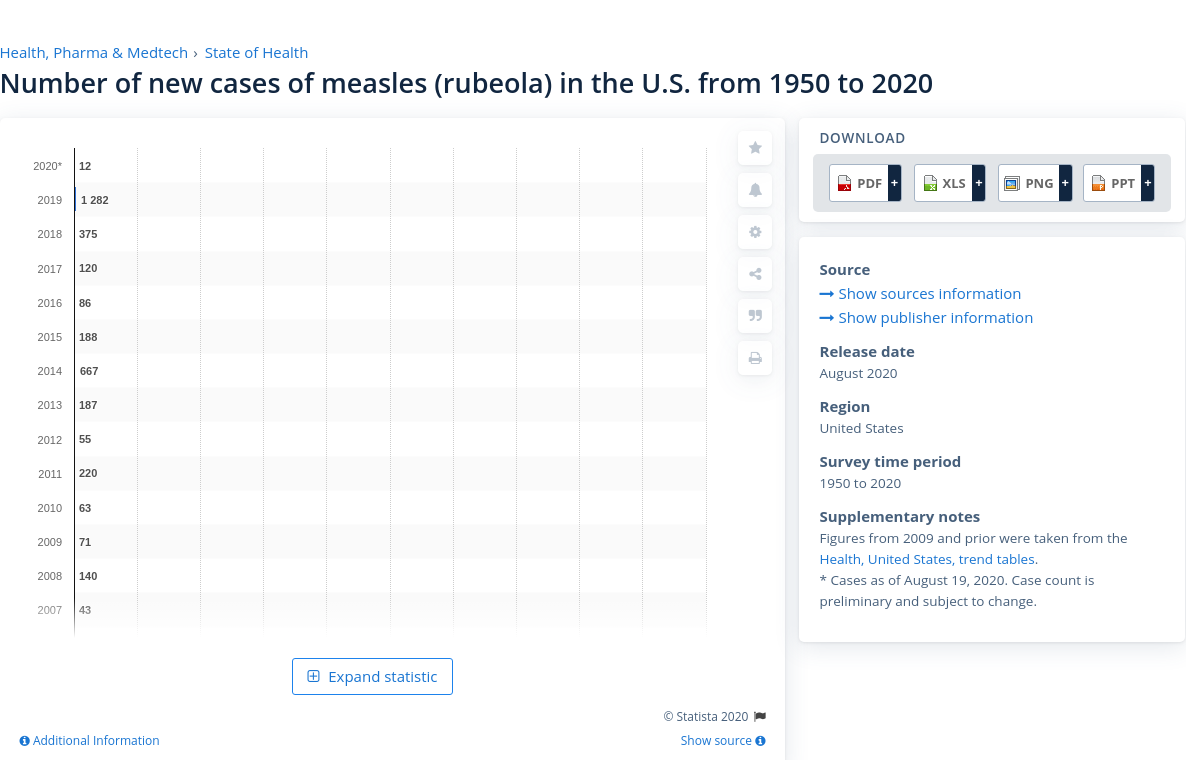 Health, Pharma & Medtech › State of Health
Number of new cases of measles (rubeola) in the U.S. from 1950 to 2020
2020* 12
2019 1 282
2018 375
2017 120
2016 86
2015 188
2014 667
2013 187
2012 55
2011 220
2010 63
2009 71
2008 140
2007 43
Expand statistic
© Statista 2020
Additional Information
Show source
DOWNLOAD
PDF + XLS + PNG + PPT +
Source
Show sources information
Show publisher information
Release date
August 2020
Region
United States
Survey time period
1950 to 2020
Supplementary notes
Figures from 2009 and prior were taken from the
Health, United States, trend tables.
* Cases as of August 19, 2020. Case count is
preliminary and subject to change.